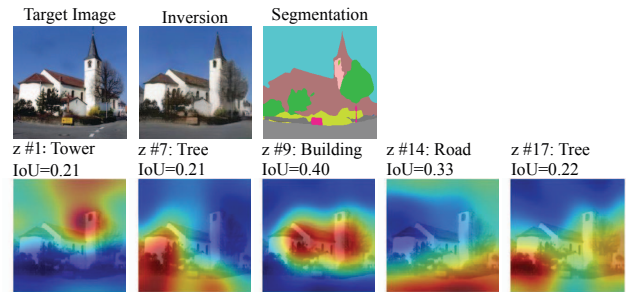 Target Image Inversion Segmentation
z #1: Tower z #7: Tree z #9: Building z #14: Road z #17: Tree
IoU=0.21 IoU=0.21 IoU=0.40 IoU=0.33 IoU=0.22